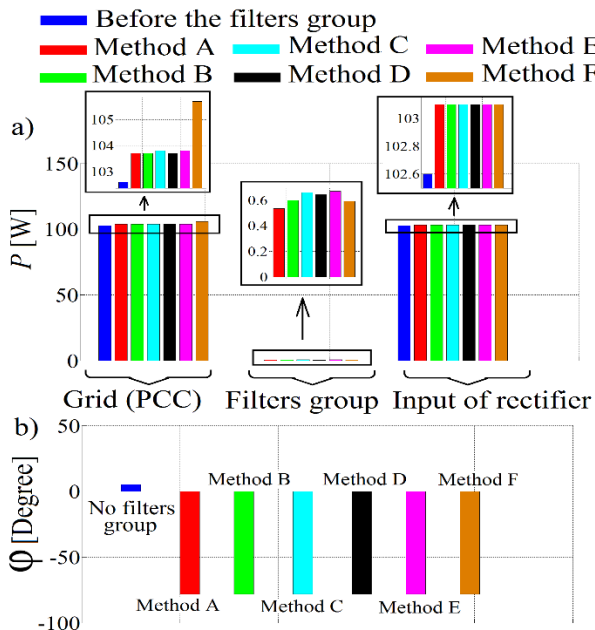 Before the filters group
Method A Method C Method E
Method B Method D Method F
a)
P [W]
150
100
50
0
105
104
103
0.6
0.4
0.2
0
103
102.8
102.6
Grid (PCC) Filters group Input of rectifier
b)
φ [Degree]
50
0
-50
-100
No filters
group
Method B Method D Method F
Method A Method C Method E